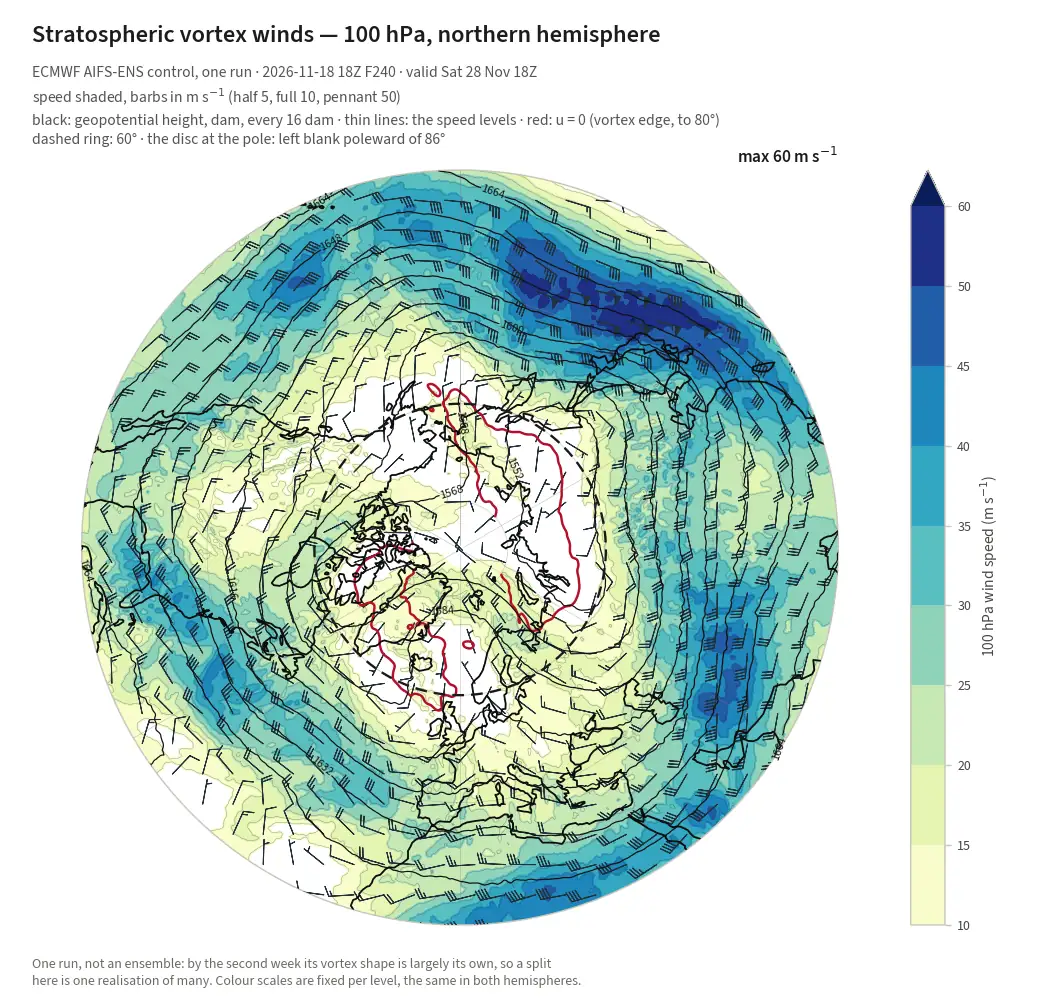 Stratospheric vortex winds — 100 hPa, northern hemisphere
ECMWF AIFS-ENS control, one run · 2026-11-18 18Z F240 · valid Sat 28 Nov 18Z
speed shaded, barbs in m s−1 (half 5, full 10, pennant 50)
black: geopotential height, dam, every 16 dam · thin lines: the speed levels · red: u = 0 (vortex edge, to 80°)
dashed ring: 60° · the disc at the pole: left blank poleward of 86°
max 60 m s−1
1664
1664
1648
1600
1552
1568
1584
1664
1632
1664
60
50
45
40
35
30
25
20
15
10
100 hPa wind speed (m s−1)
One run, not an ensemble: by the second week its vortex shape is largely its own, so a split
here is one realisation of many. Colour scales are fixed per level, the same in both hemispheres.